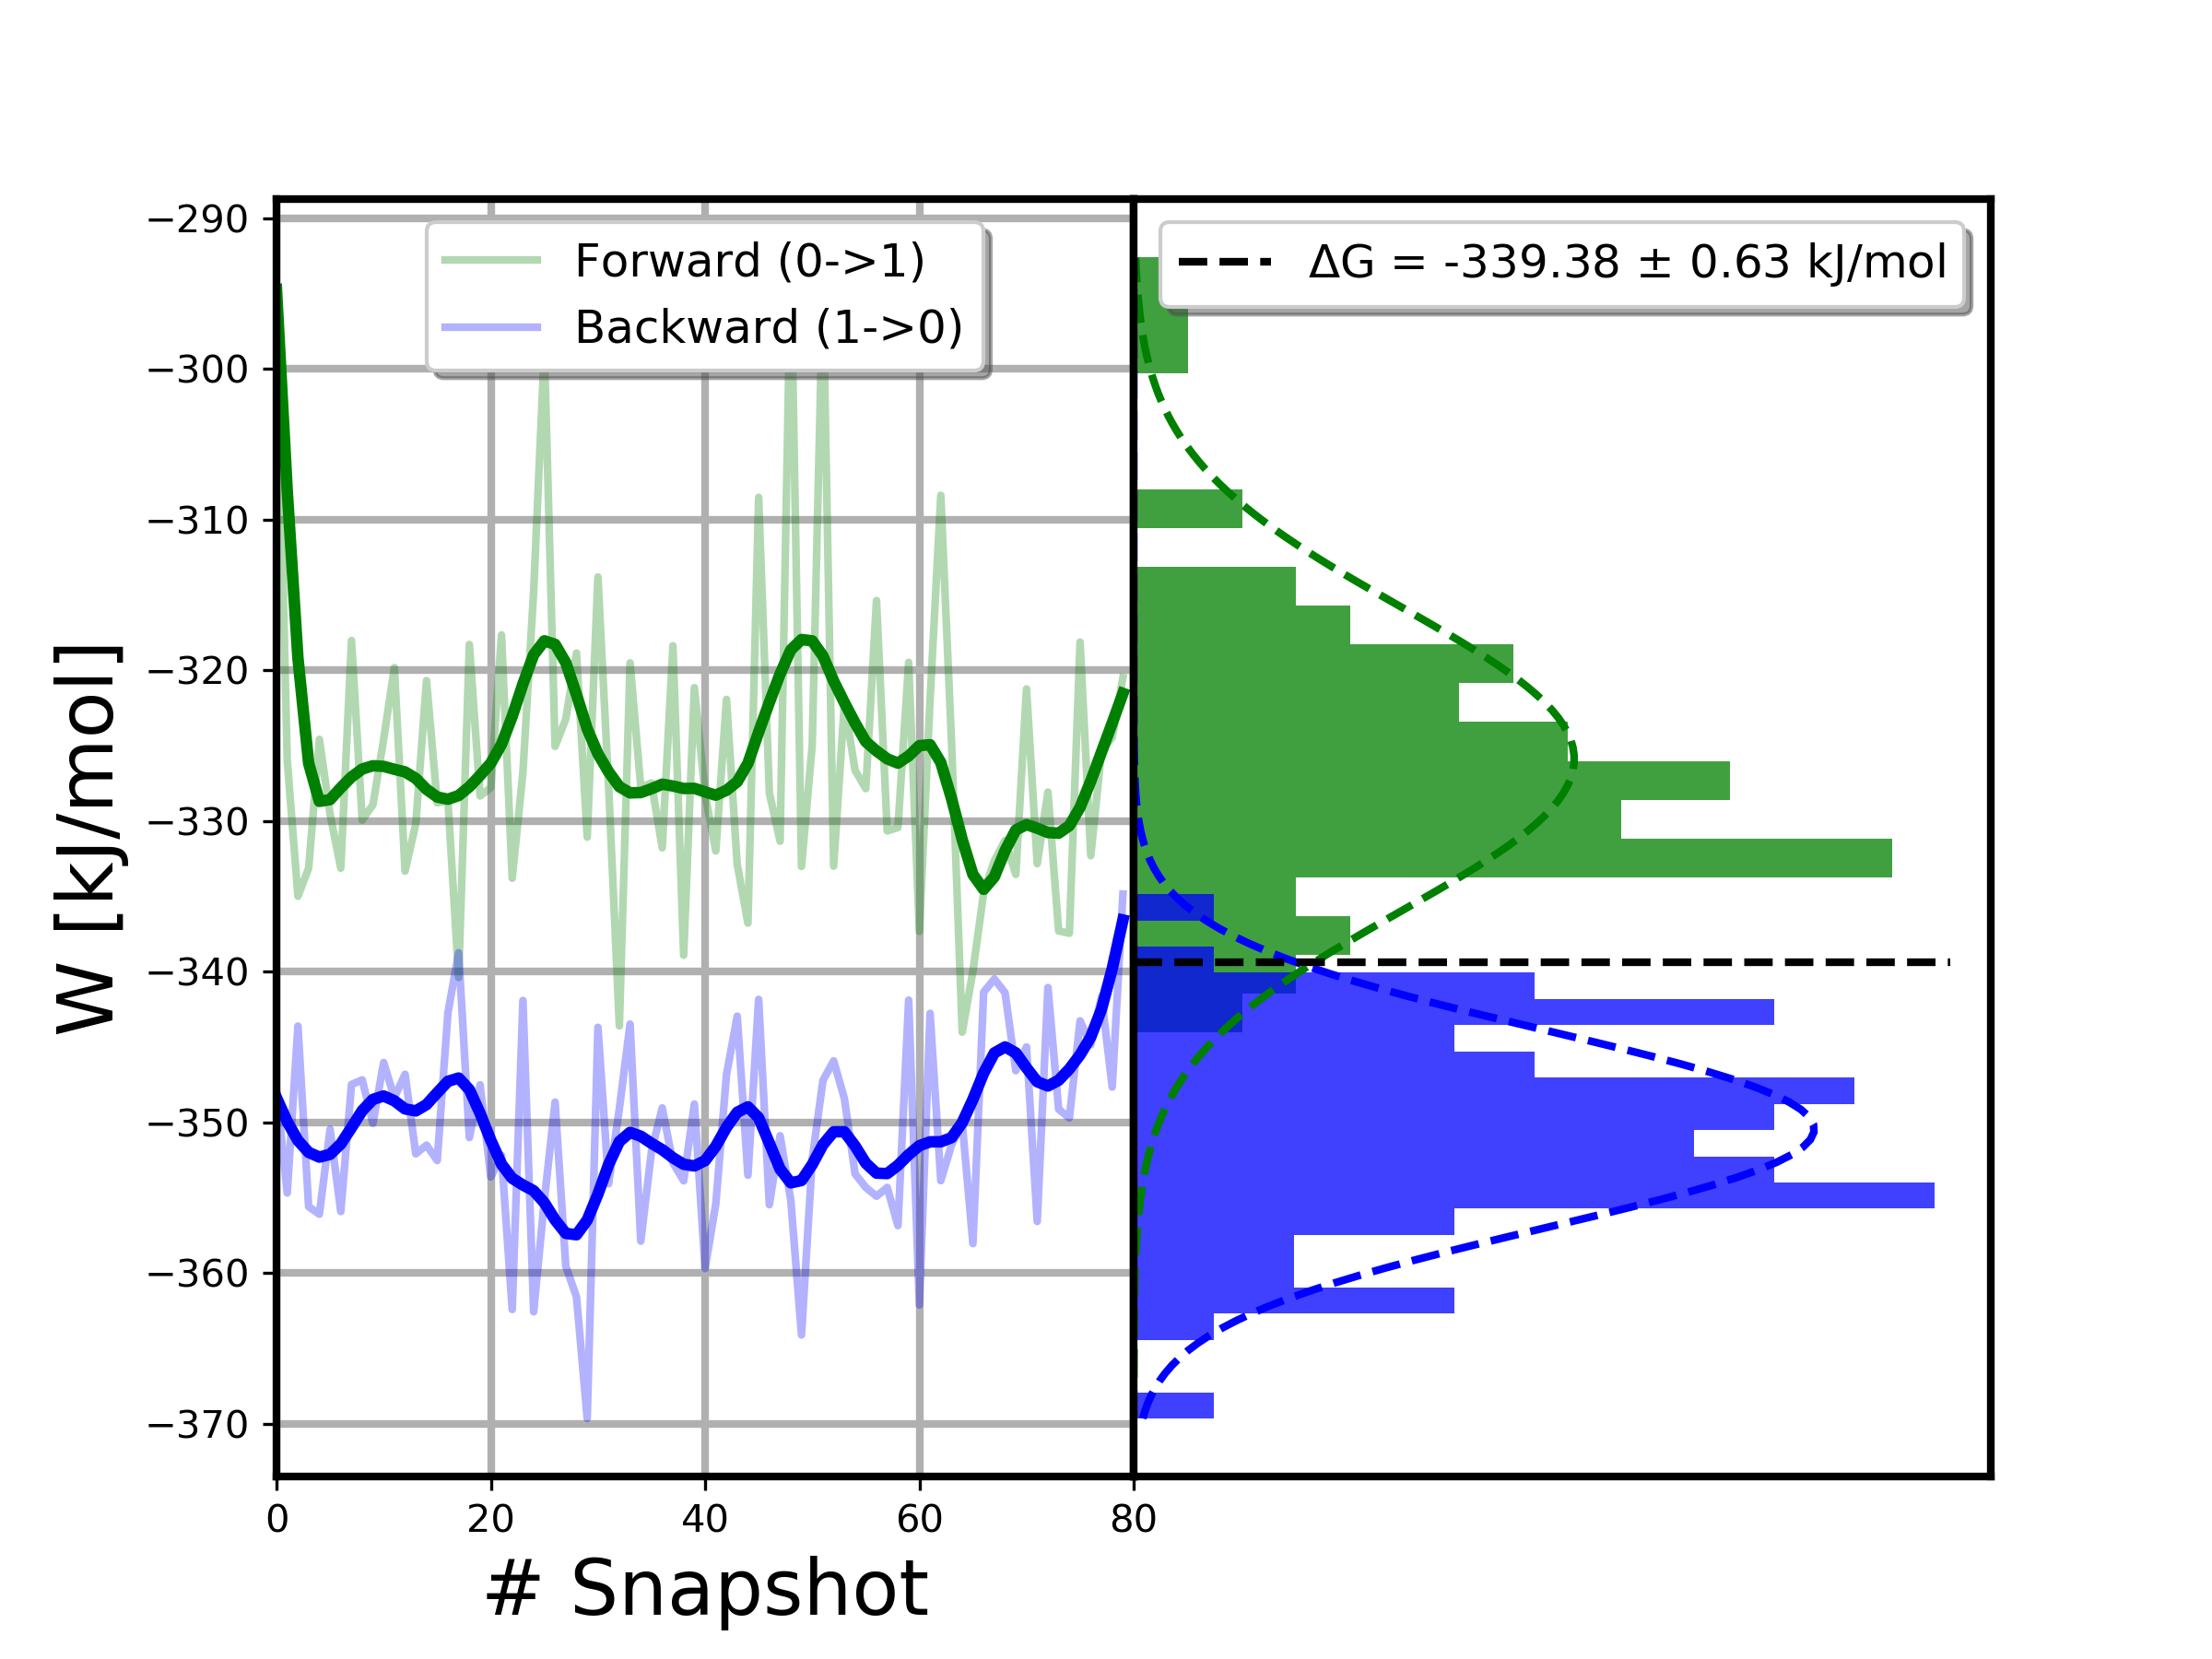 Forward (0->1)
Backward (1->0)
ΔG = -339.38 ± 0.63 kJ/mol
W [kJ/mol]
−290
−300
−310
−320
−330
−340
−350
−360
−370
0 20 40 60 80
# Snapshot